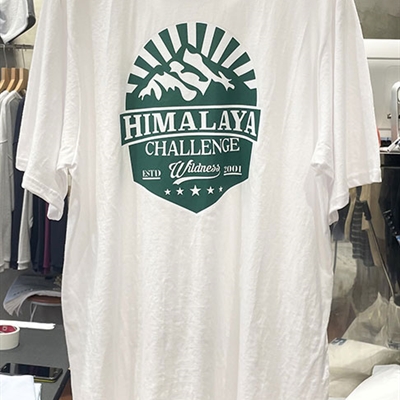 HIMALAYA
CHALLENGE
ESTD Wildness 2001